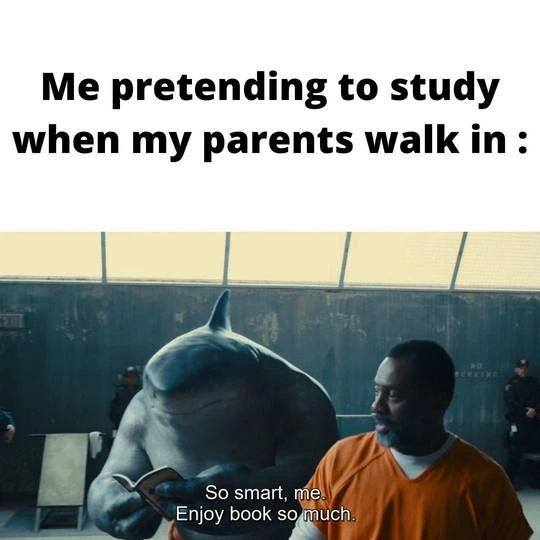 Me pretending to study
when my parents walk in :
So smart, me.
Enjoy book so much.